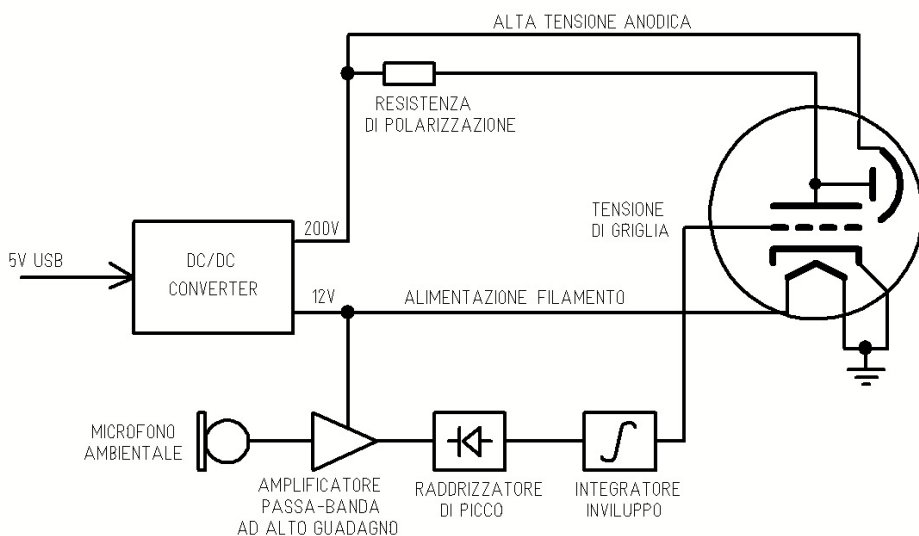 ALTA TENSIONE ANODICA
RESISTENZA
DI POLARIZZAZIONE
TENSIONE
DI GRIGLIA
200V
5V USB
DC/DC
CONVERTER
12V
ALIMENTAZIONE FILAMENTO
MICROFONO
AMBIENTALE
AMPLIFICATORE
PASSA-BANDA
AD ALTO GUADAGNO
RADDRIZZATORE
DI PICCO
INTEGRATORE
INVILUPPO